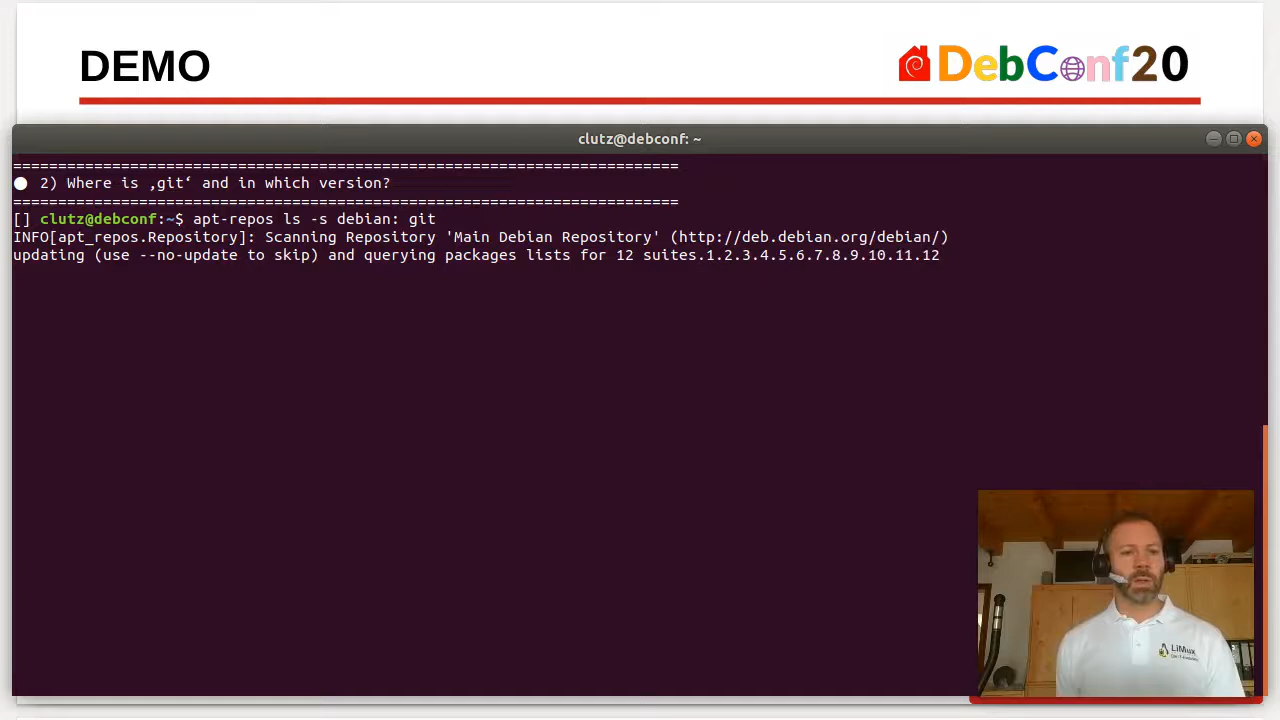 DEMO
DebConf20
clutz@debconf: ~
==========================================================================
2) Where is ‚git‘ and in which version?
==========================================================================
[] clutz@debconf:~$ apt-repos ls -s debian: git
INFO[apt_repos.Repository]: Scanning Repository 'Main Debian Repository' (http://deb.debian.org/debian/)
updating (use --no-update to skip) and querying packages lists for 12 suites.1.2.3.4.5.6.7.8.9.10.11.12
LiMux